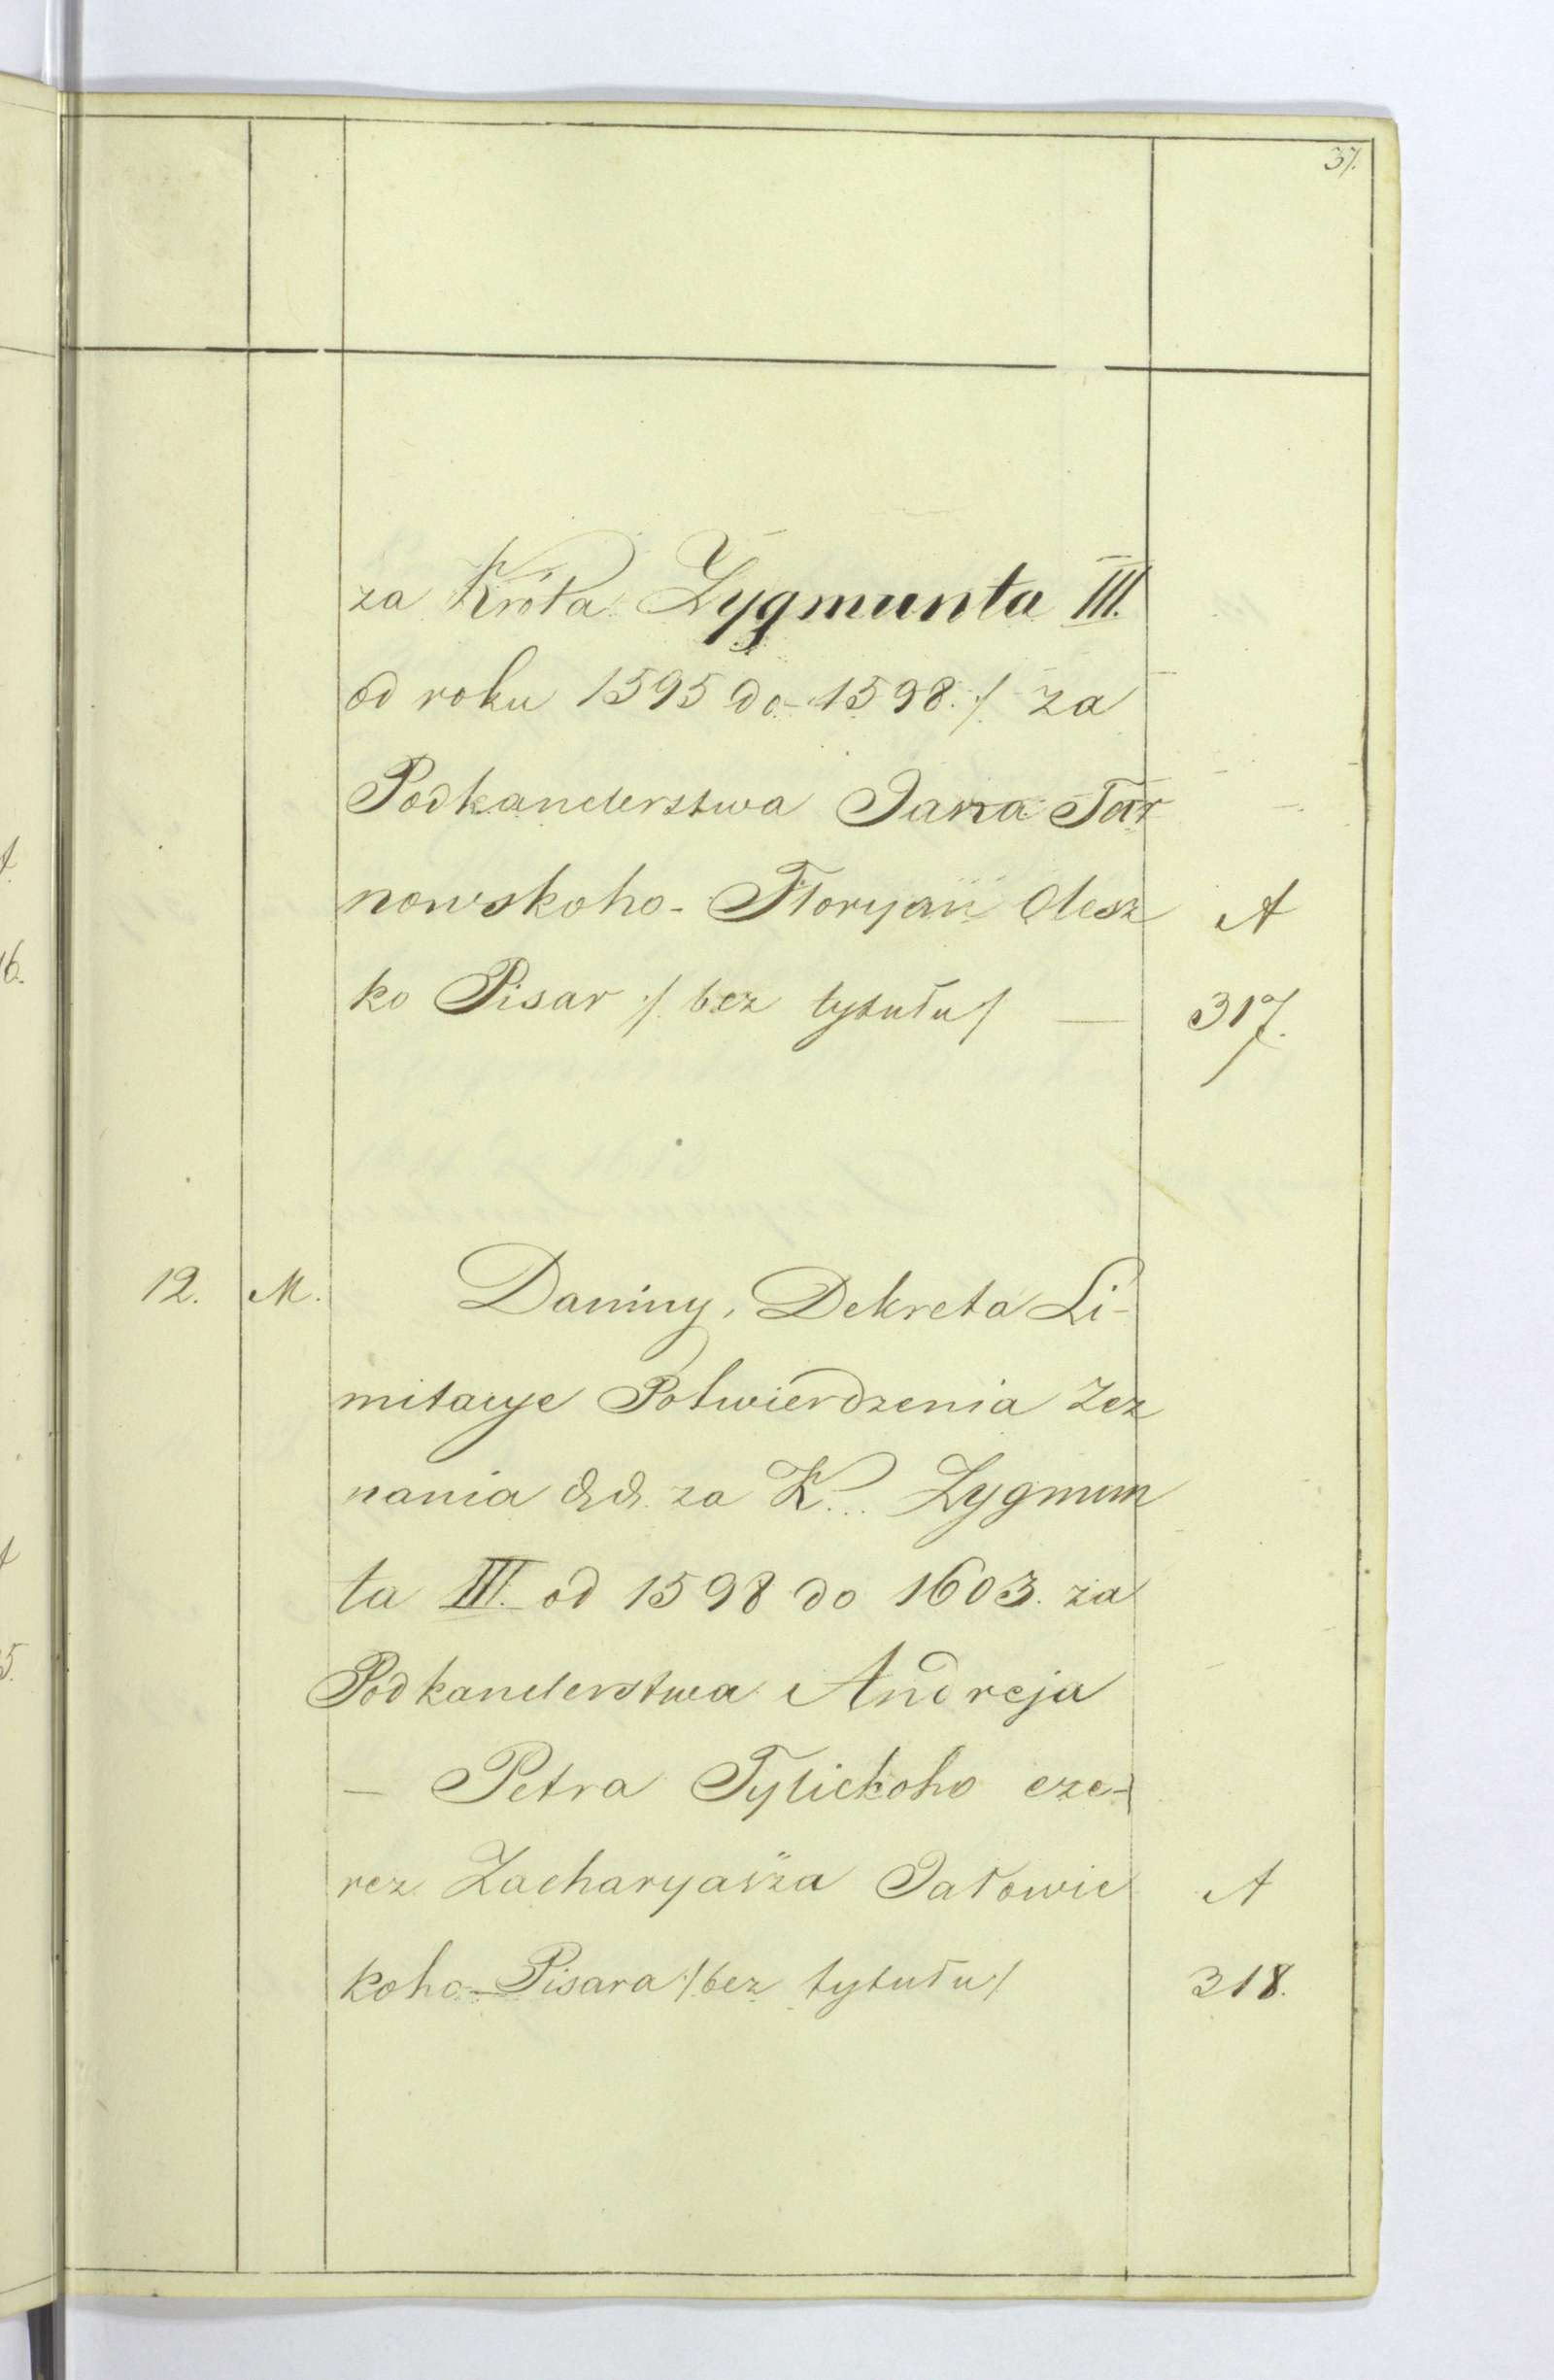 37.
za Króla Zygmunta III.
od roku 1595 do 1598./ za
Podkanclerstwa Jana Tar
nowskoho - Floryan Olesz A
ko Pisar ./ bez tytułu/ — 317.
12. M. Daniny, Dekreta Li-
mitacye Potwierdzenia Zez
nania &. &. za K... Zygmun
ta III. od 1598 do 1603. za
Podkanclerstwa Andreja
— Petra Tylickoho cze-
rez Zacharyasza Jałowic A
koho - Pisara /bez tytułu/ 318.